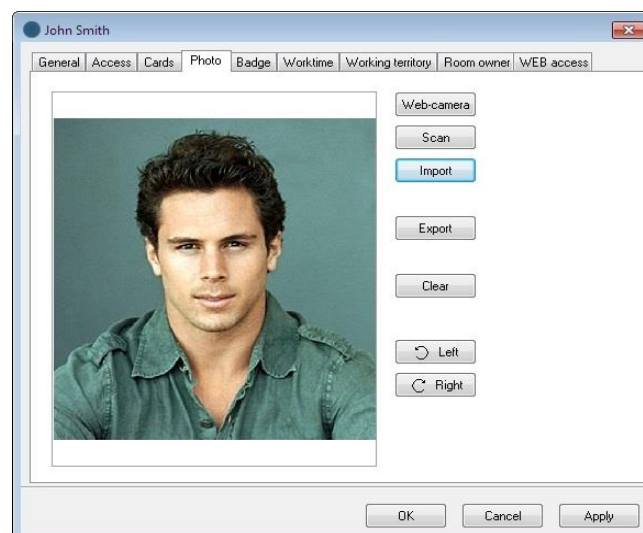 John Smith
General Access Cards Photo Badge Worktime Working territory Room owner WEB access
Web-camera
Scan
Import
Export
Clear
Left
Right
OK Cancel Apply